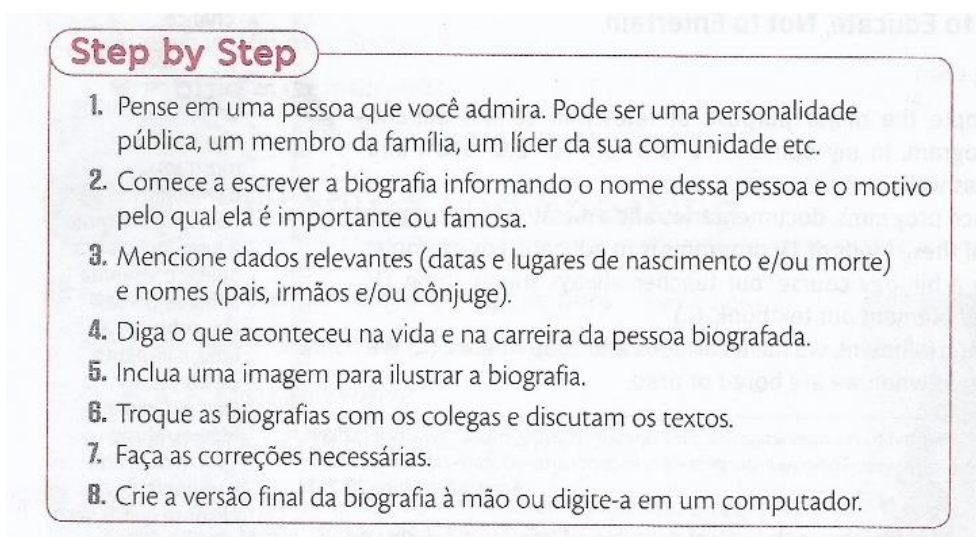 to Educate, Not to Entertain
Step by Step
1. Pense em uma pessoa que você admira. Pode ser uma personalidade
pública, um membro da família, um líder da sua comunidade etc.
2. Comece a escrever a biografia informando o nome dessa pessoa e o motivo
pelo qual ela é importante ou famosa.
3. Mencione dados relevantes (datas e lugares de nascimento e/ou morte)
e nomes (pais, irmãos e/ou cônjuge).
4. Diga o que aconteceu na vida e na carreira da pessoa biografada.
5. Inclua uma imagem para ilustrar a biografia.
6. Troque as biografias com os colegas e discutam os textos.
7. Faça as correções necessárias.
8. Crie a versão final da biografia à mão ou digite-a em um computador.